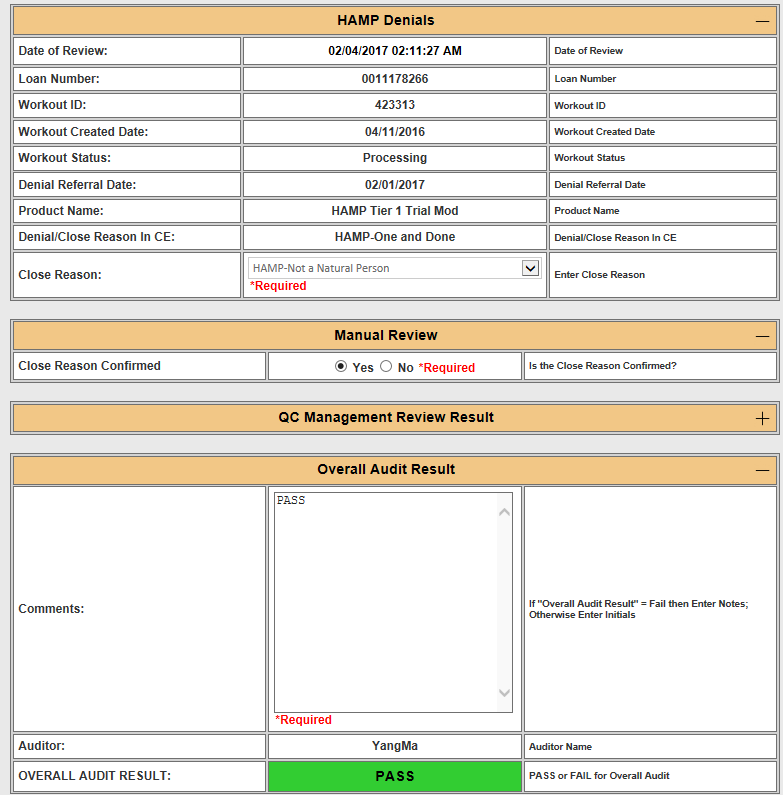 HAMP Denials
Date of Review: 02/04/2017 02:11:27 AM Date of Review
Loan Number: 0011178266 Loan Number
Workout ID: 423313 Workout ID
Workout Created Date: 04/11/2016 Workout Created Date
Workout Status: Processing Workout Status
Denial Referral Date: 02/01/2017 Denial Referral Date
Product Name: HAMP Tier 1 Trial Mod Product Name
Denial/Close Reason In CE: HAMP-One and Done Denial/Close Reason In CE
Close Reason: HAMP-Not a Natural Person Enter Close Reason
*Required
Manual Review
Close Reason Confirmed Yes No *Required Is the Close Reason Confirmed?
QC Management Review Result
Overall Audit Result
PASS
Comments: If "Overall Audit Result" = Fail then Enter Notes;
Otherwise Enter Initials
*Required
Auditor: YangMa Auditor Name
OVERALL AUDIT RESULT: PASS PASS or FAIL for Overall Audit